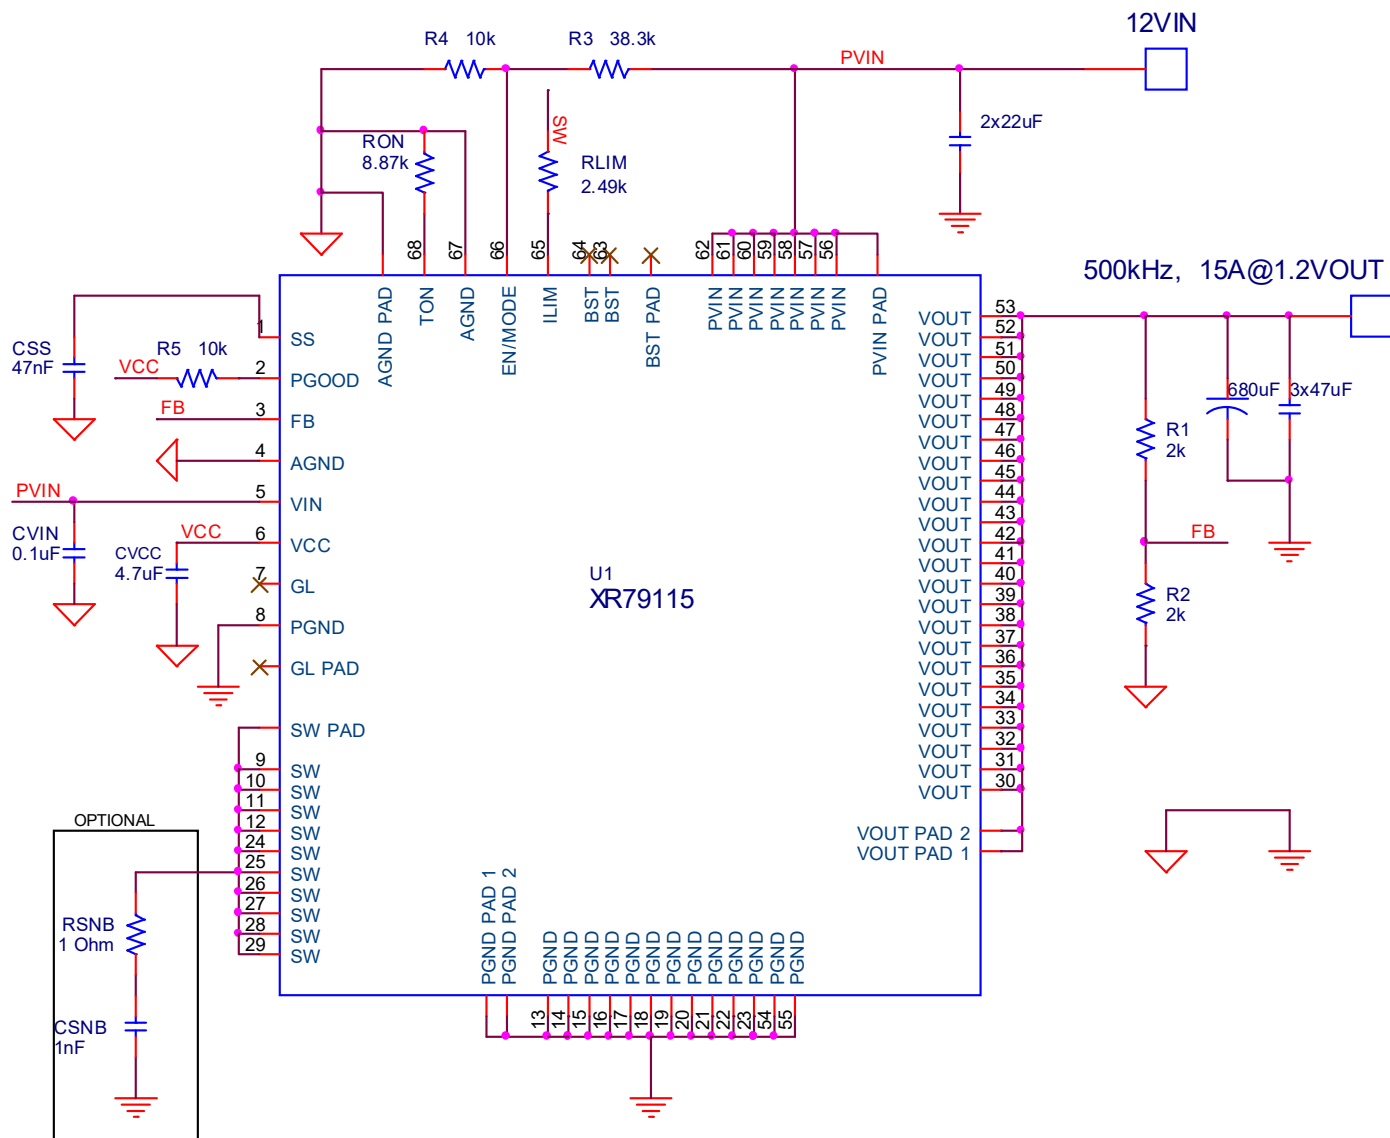 12VIN
R4 10k
R3 38.3k
PVIN
2x22uF
SW
RON
8.87k
RLIM
2.49k
68
67
66
65
64
63
62
61
60
59
58
57
56
AGND PAD
TON
AGND
EN/MODE
ILIM
BST
BST
BST PAD
PVIN
PVIN
PVIN
PVIN
PVIN
PVIN
PVIN
PVIN PAD
500kHz, 15A@1.2VOUT
CSS
47nF
1
SS
R5 10k
VCC
2
PGOOD
FB
3
FB
4
AGND
PVIN
5
VIN
CVIN
0.1uF
VCC
6
VCC
CVCC
4.7uF
7
GL
8
PGND
GL PAD
SW PAD
9
SW
10
SW
11
SW
12
SW
24
SW
25
SW
26
SW
27
SW
28
SW
29
SW
OPTIONAL
RSNB
1 Ohm
CSNB
1nF
U1
XR79115
VOUT 53
VOUT 52
VOUT 51
VOUT 50
VOUT 49
VOUT 48
VOUT 47
VOUT 46
VOUT 45
VOUT 44
VOUT 43
VOUT 42
VOUT 41
VOUT 40
VOUT 39
VOUT 38
VOUT 37
VOUT 36
VOUT 35
VOUT 34
VOUT 33
VOUT 32
VOUT 31
VOUT 30
VOUT PAD 2
VOUT PAD 1
680uF
3x47uF
R1
2k
FB
R2
2k
PGND PAD 1
PGND PAD 2
PGND
PGND
PGND
PGND
PGND
PGND
PGND
PGND
PGND
PGND
PGND
PGND
PGND
13
14
15
16
17
18
19
20
21
22
23
54
55